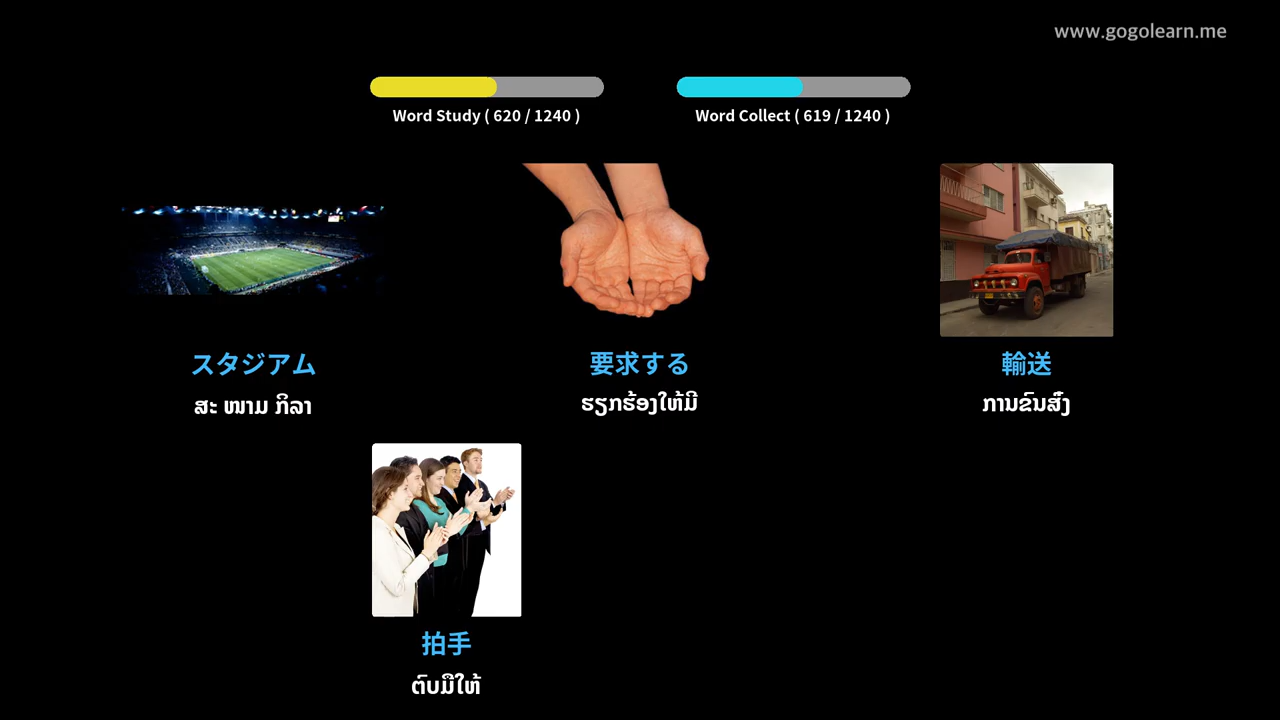 www.gogolearn.me
Word Study ( 620 / 1240 )
Word Collect ( 619 / 1240 )
スタジアム
ສະ ໜາມ ກິລາ
要求する
ຮຽກຮ້ອງໃຫ້ມີ
輸送
ການຂົນສົ່ງ
拍手
ຕົບມືໃຫ້